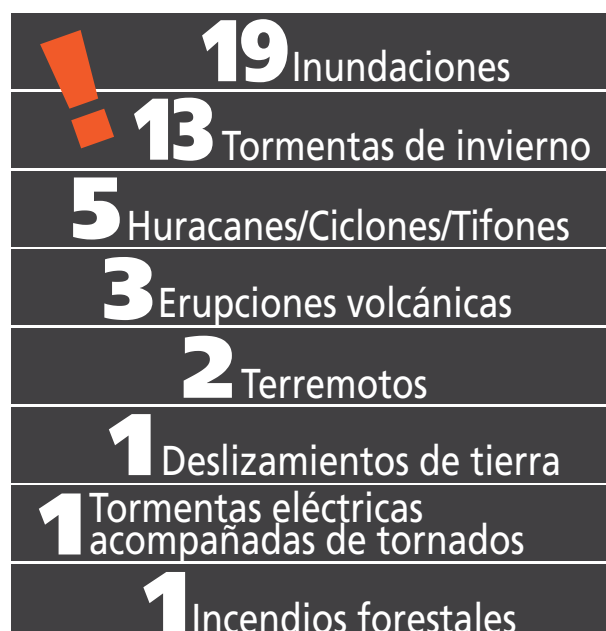 19 Inundaciones
13 Tormentas de invierno
5 Huracanes/Ciclones/Tifones
3 Erupciones volcánicas
2 Terremotos
1 Deslizamientos de tierra
1 Tormentas eléctricas
acompañadas de tornados
1 Incendios forestales